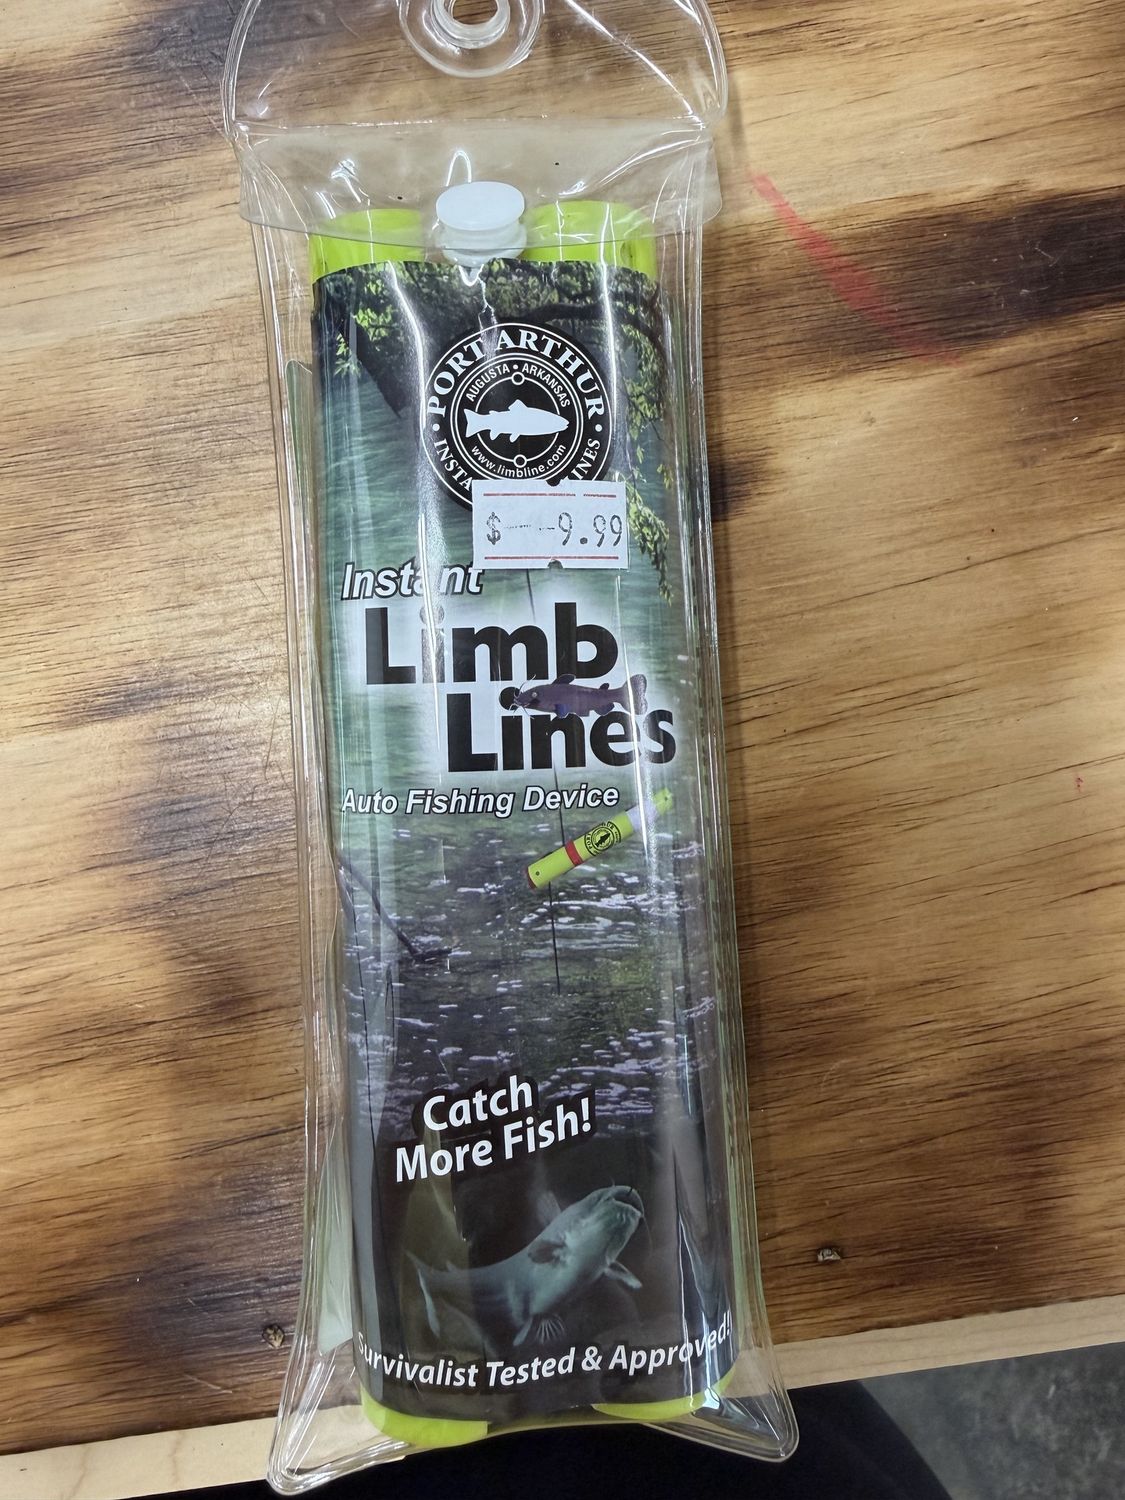 PORT ARTHUR
AUGUSTA • ARKANSAS
www.limbline.com
$ 9.99
Instant
Limb
Lines
Auto Fishing Device
Catch
More Fish!
Survivalist Tested & Approved!